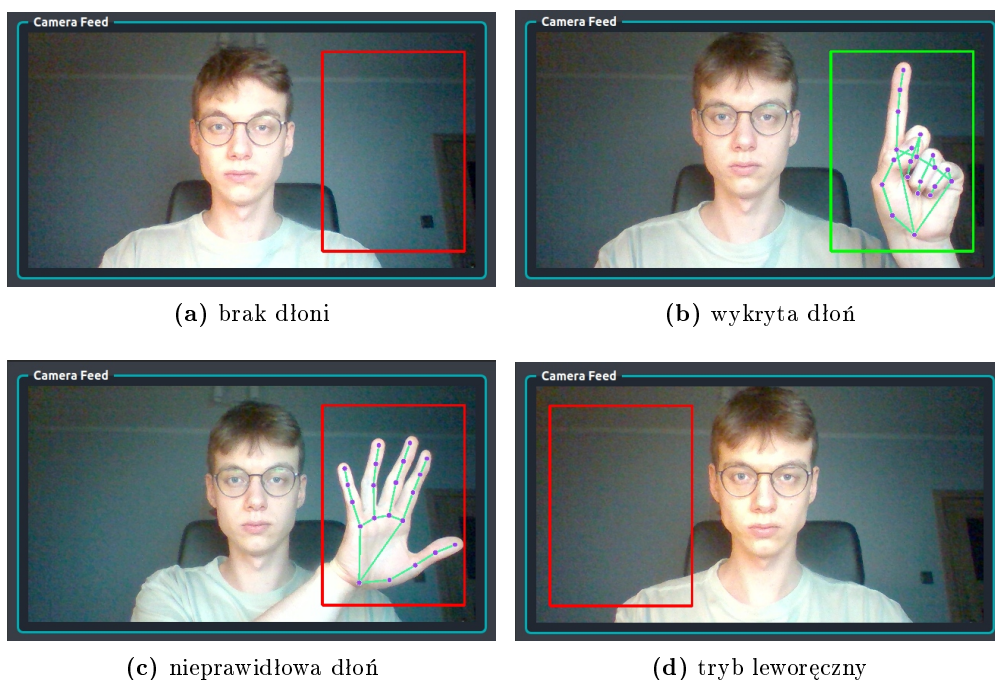 Camera Feed
Camera Feed
(a) brak dłoni
(b) wykryta dłoń
Camera Feed
Camera Feed
(c) nieprawidłowa dłoń
(d) tryb leworęczny